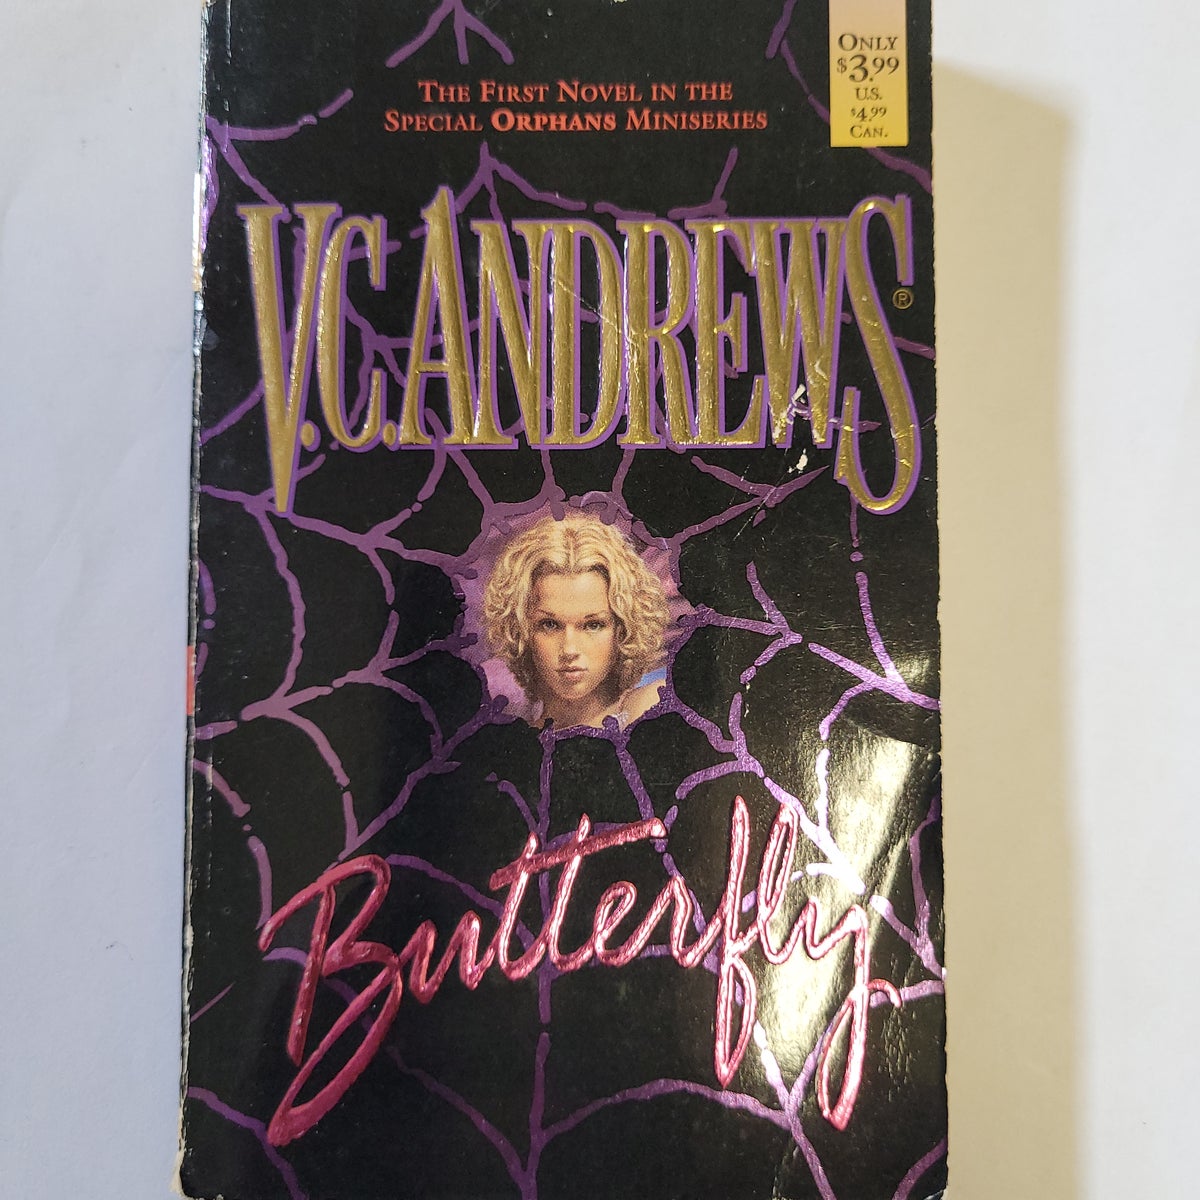 ONLY
$3.99
U.S.
$4.99
CAN.
THE FIRST NOVEL IN THE
SPECIAL ORPHANS MINISERIES
V.C. ANDREWS®
Butterfly